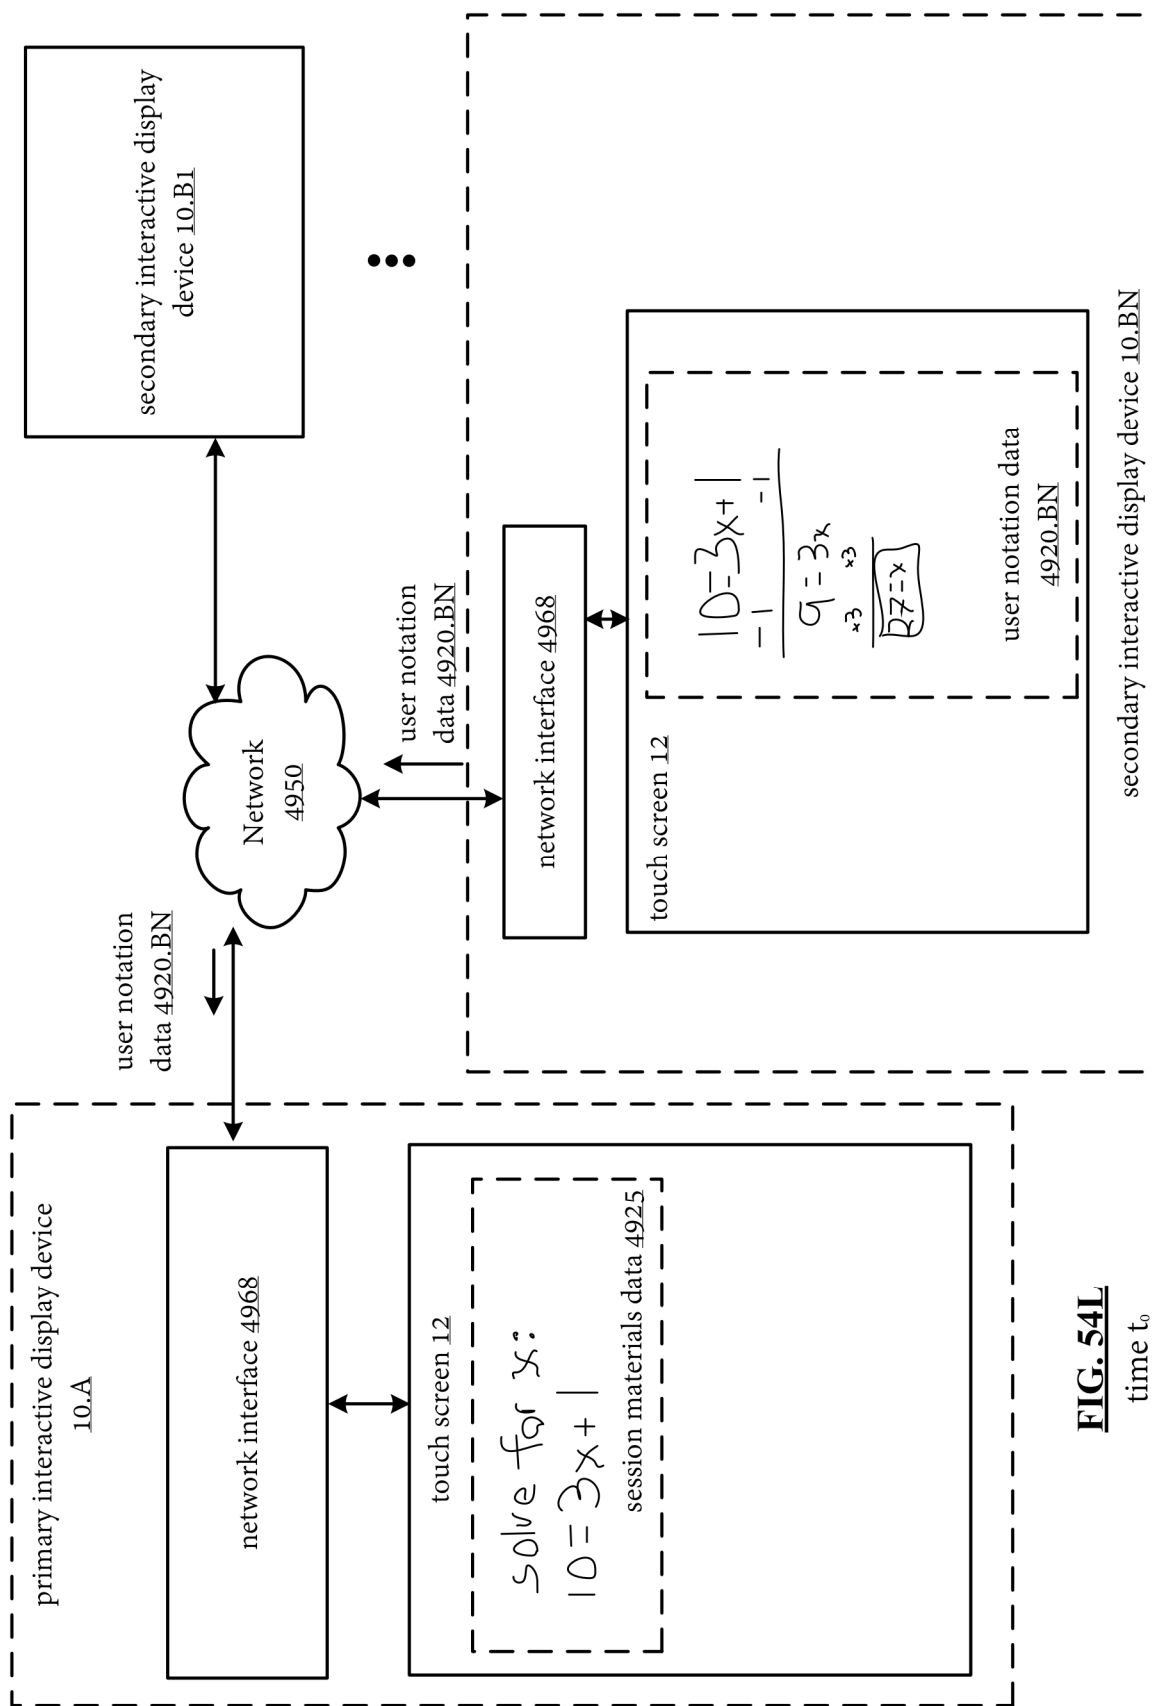 primary interactive display device
10.A
network interface 4968
touch screen 12
solve for x:
10=3x+1
session materials data 4925
user notation
data 4920.BN
Network
4950
secondary interactive display
device 10.B1
user notation
data 4920.BN
network interface 4968
touch screen 12
10=3x+1
-1 -1
9=3x
x3 x3
27=x
user notation data
4920.BN
secondary interactive display device 10.BN
FIG. 54L
time t₀